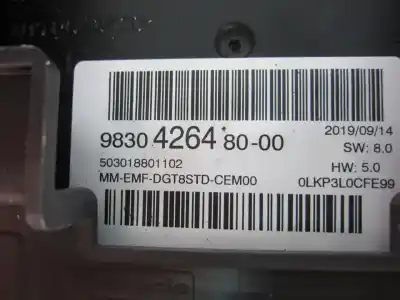 2019/09/14
9830 4264 80-00
SW: 8.0
503018801102
HW: 5.0
MM-EMF-DGT8STD-CEM00
0LKP3L0CFE99